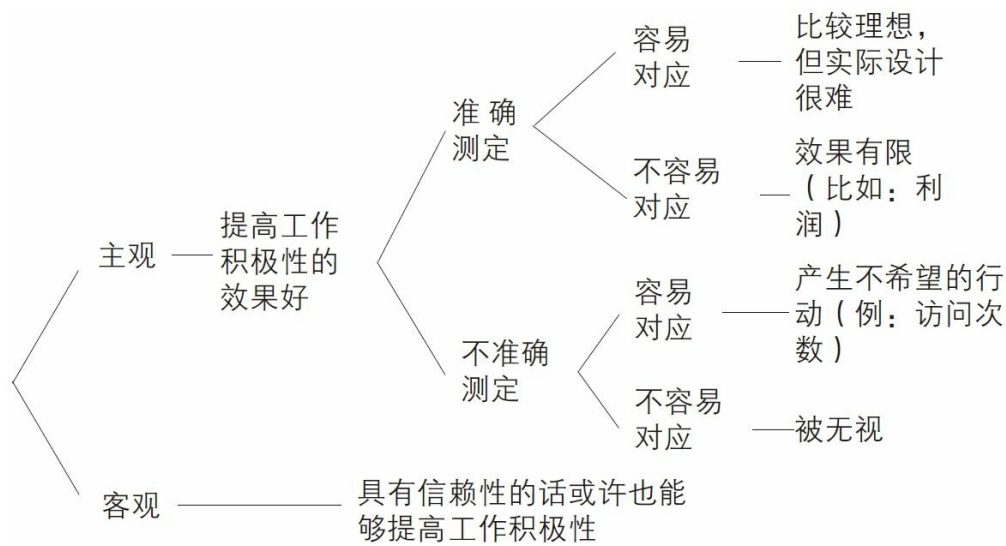 容易
对应
比较理想，
但实际设计
很难
准 确
测定
不容易
对应
效果有限
（比如：利
润）
主观
提高工作
积极性的
效果好
容易
对应
产生不希望的行
动（例：访问次
数）
不准确
测定
不容易
对应
被无视
客观
具有信赖性的话或许也能
够提高工作积极性